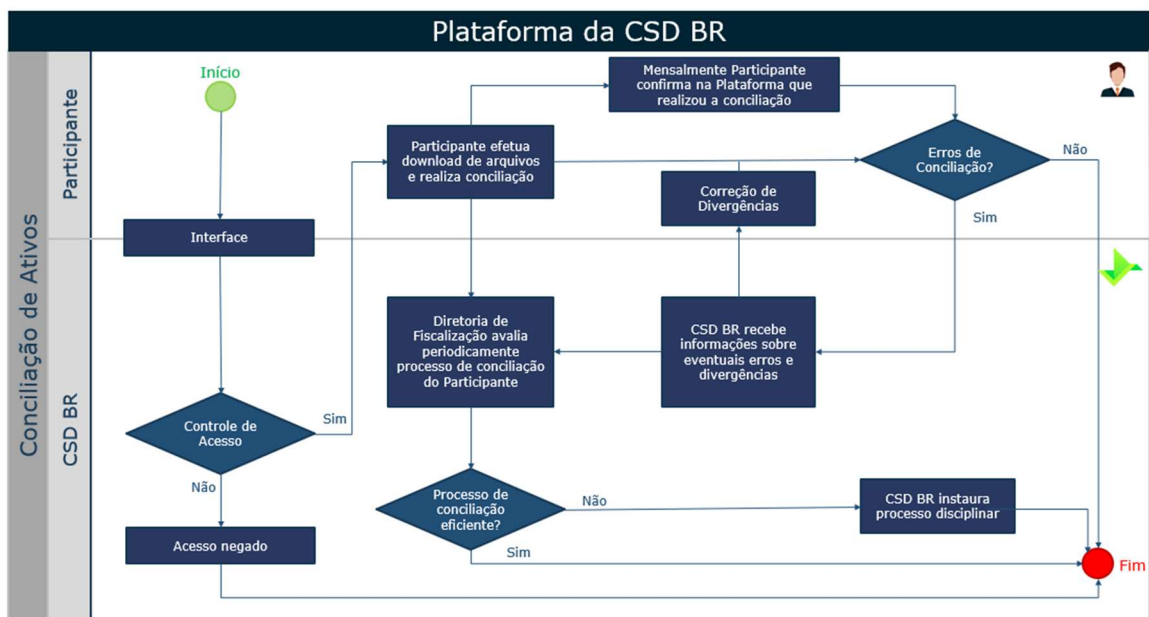 Plataforma da CSD BR
Conciliação de Ativos
Participante
CSD BR
Início
Interface
Controle de
Acesso
Sim
Não
Acesso negado
Participante efetua
download de arquivos
e realiza conciliação
Mensalmente Participante
confirma na Plataforma que
realizou a conciliação
Erros de
Conciliação?
Não
Sim
Correção de
Divergências
CSD BR recebe
informações sobre
eventuais erros e
divergências
Diretoria de
Fiscalização avalia
periodicamente
processo de conciliação
do Participante
Processo de
conciliação
eficiente?
Não
Sim
CSD BR instaura
processo disciplinar
Fim